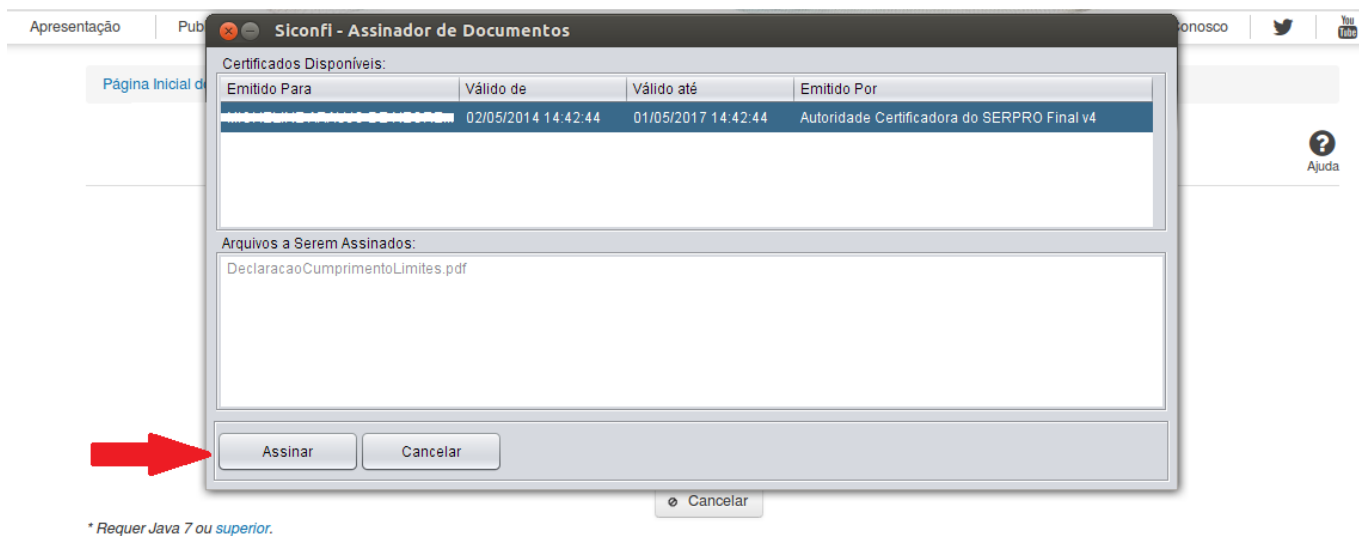 Apresentação
Siconfi - Assinador de Documentos
You
Tube
Certificados Disponíveis:
Página Inicial
Emitido Para Válido de Válido até Emitido Por
02/05/2014 14:42:44 01/05/2017 14:42:44 Autoridade Certificadora do SERPRO Final v4
Ajuda
Arquivos a Serem Assinados:
DeclaracaoCumprimentoLimites.pdf
Assinar Cancelar
Cancelar
* Requer Java 7 ou superior.